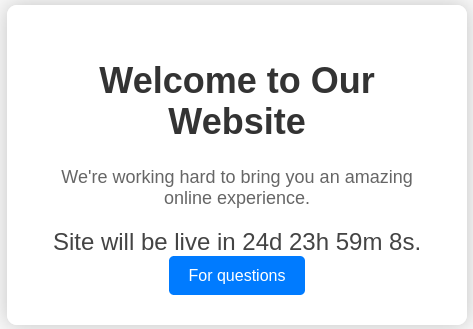 Welcome to Our
Website
We're working hard to bring you an amazing
online experience.
Site will be live in 24d 23h 59m 8s.
For questions